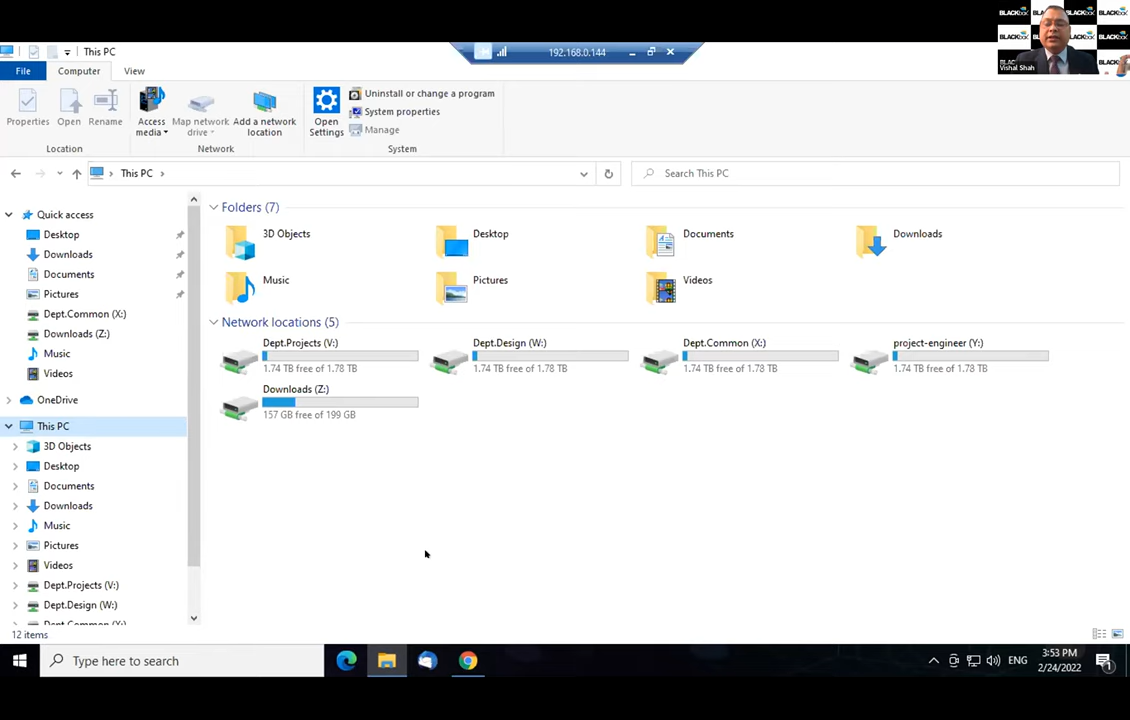 This PC
192.168.0.144
BLACKbOX
Vishal Shah
File
Computer
View
Properties
Open
Rename
Access media
Map network drive
Add a network location
Open Settings
Uninstall or change a program
System properties
Manage
Location
Network
System
This PC
Search This PC
Quick access
Desktop
Downloads
Documents
Pictures
Dept.Common (X:)
Downloads (Z:)
Music
Videos
OneDrive
This PC
3D Objects
Desktop
Documents
Downloads
Music
Pictures
Videos
Dept.Projects (V:)
Dept.Design (W:)
Dept.Common (X:)
Folders (7)
3D Objects
Desktop
Documents
Downloads
Music
Pictures
Videos
Network locations (5)
Dept.Projects (V:)
1.74 TB free of 1.78 TB
Dept.Design (W:)
1.74 TB free of 1.78 TB
Dept.Common (X:)
1.74 TB free of 1.78 TB
project-engineer (Y:)
1.74 TB free of 1.78 TB
Downloads (Z:)
157 GB free of 199 GB
12 items
Type here to search
ENG
3:53 PM
2/24/2022
1